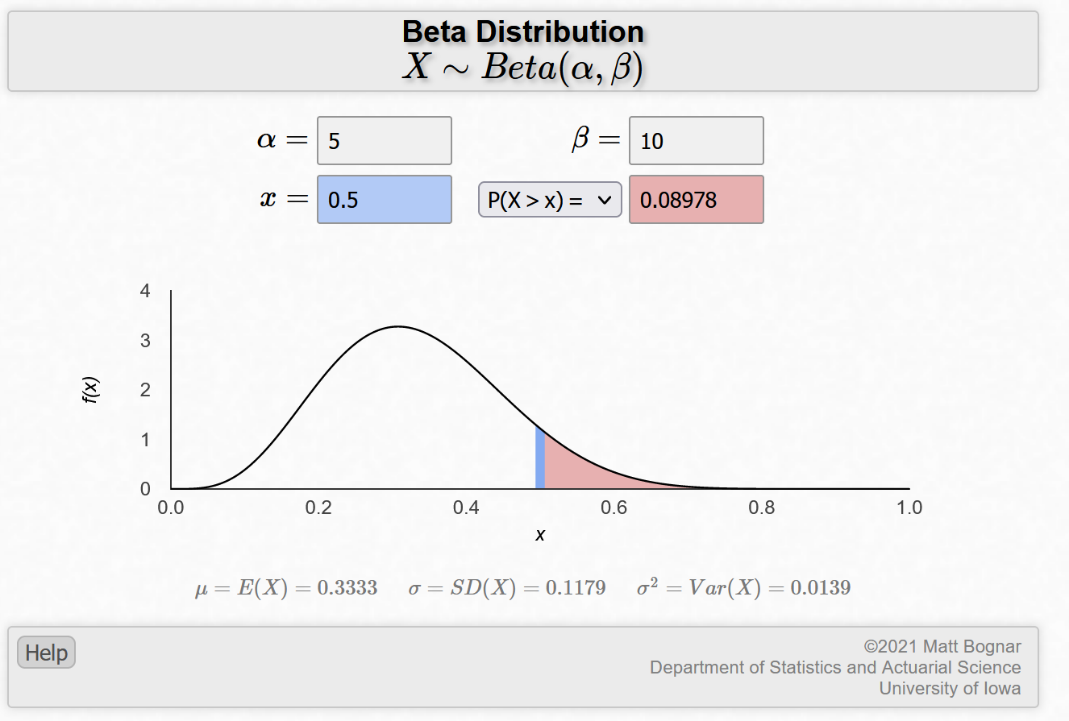 Beta Distribution
X ∼ Beta(α, β)
α = 5 β = 10
x = 0.5 P(X > x) = 0.08978
4
3
2
1
0
f(x)
0.0 0.2 0.4 0.6 0.8 1.0
x
μ = E(X) = 0.3333 σ = SD(X) = 0.1179 σ² = Var(X) = 0.0139
Help
©2021 Matt Bognar
Department of Statistics and Actuarial Science
University of Iowa